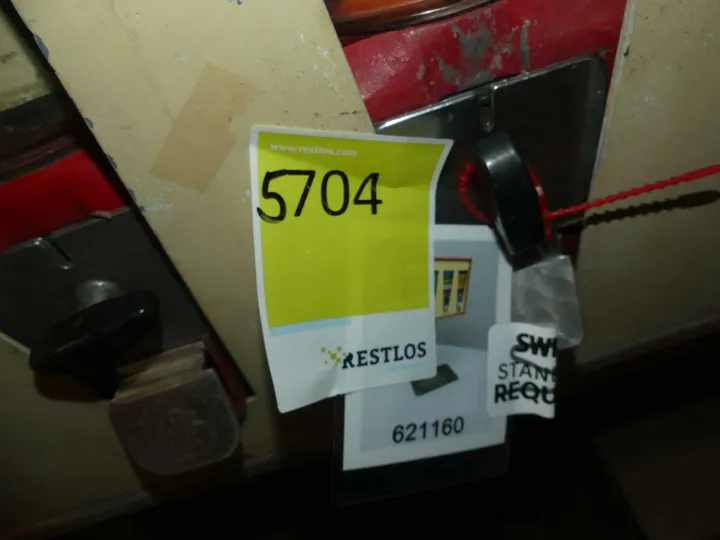 www.restlos.com
5704
RESTLOS
621160
SWI
STAN
REQU